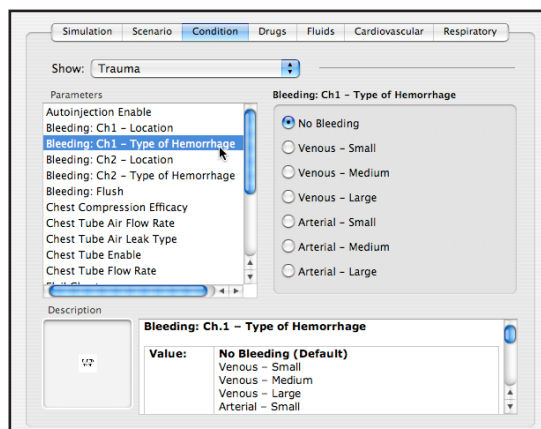 Simulation Scenario Condition Drugs Fluids Cardiovascular Respiratory
Show: Trauma
Parameters
Autoinjection Enable
Bleeding: Ch1 – Location
Bleeding: Ch1 – Type of Hemorrhage
Bleeding: Ch2 – Location
Bleeding: Ch2 – Type of Hemorrhage
Bleeding: Flush
Chest Compression Efficacy
Chest Tube Air Flow Rate
Chest Tube Air Leak Type
Chest Tube Enable
Chest Tube Flow Rate
Bleeding: Ch1 – Type of Hemorrhage
No Bleeding
Venous – Small
Venous – Medium
Venous – Large
Arterial – Small
Arterial – Medium
Arterial – Large
Description
Bleeding: Ch.1 – Type of Hemorrhage
Value: No Bleeding (Default)
Venous – Small
Venous – Medium
Venous – Large
Arterial – Small